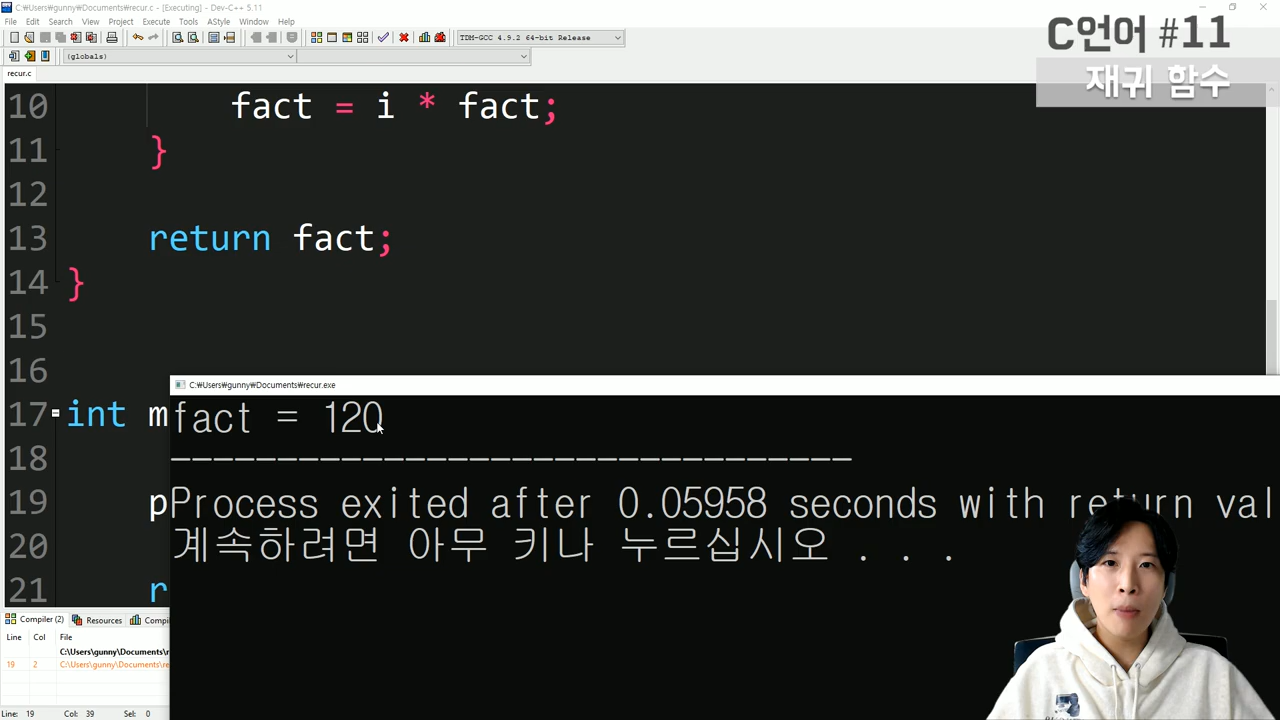 C:\Users\gunny\Documents\recur.c - [Executing] - Dev-C++ 5.11
File Edit Search View Project Execute Tools AStyle Window Help
TDM-GCC 4.9.2 64-bit Release
(globals)
recur.c
C언어 #11
재귀 함수
10 fact = i * fact;
11 }
12
13 return fact;
14 }
15
16
C:\Users\gunny\Documents\recur.exe
17 int m
fact = 120
--------------------------------
18
19 p
Process exited after 0.05958 seconds with return val
20
계속하려면 아무 키나 누르십시오 . . .
21 r
Compiler (2) Resources Compi
Line Col File
C:\Users\gunny\Documents\r
19 2 C:\Users\gunny\Documents\re
Line: 19 Col: 39 Sel: 0